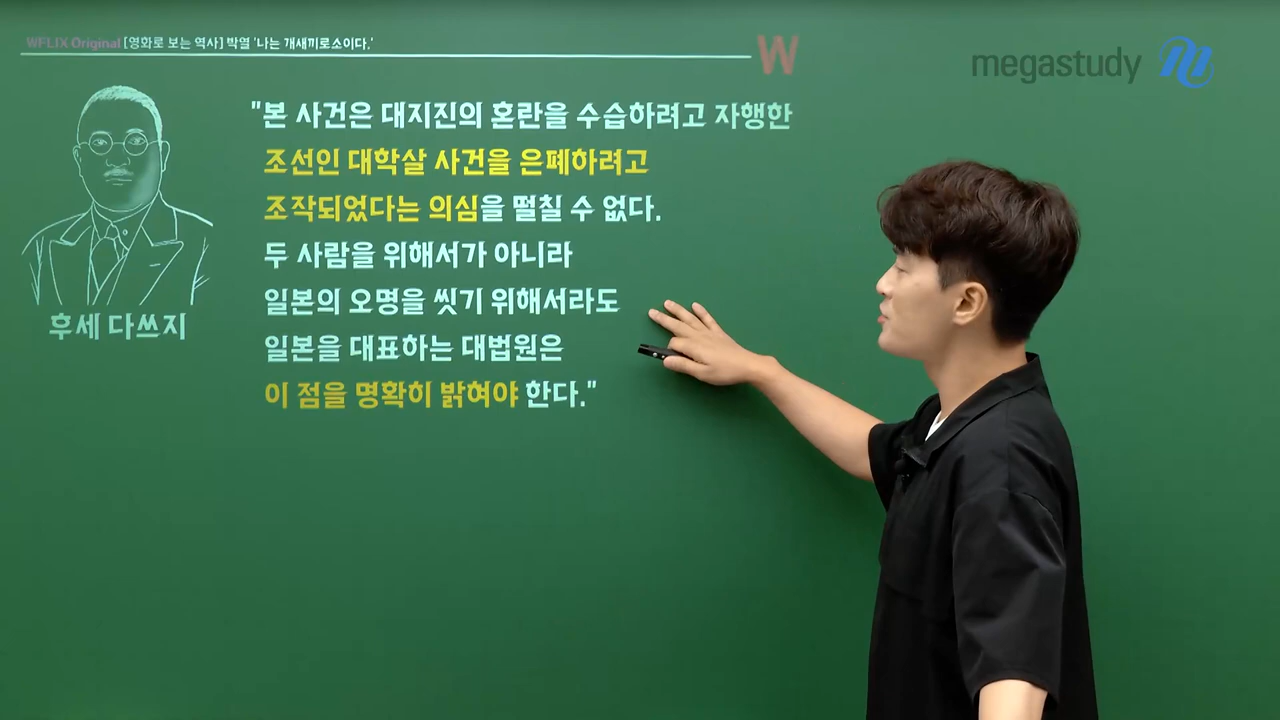 WFLIX Original [영화로 보는 역사] 박열 '나는 개새끼로소이다.'
W
megastudy
"본 사건은 대지진의 혼란을 수습하려고 자행한
조선인 대학살 사건을 은폐하려고
조작되었다는 의심을 떨칠 수 없다.
두 사람을 위해서가 아니라
일본의 오명을 씻기 위해서라도
일본을 대표하는 대법원은
이 점을 명확히 밝혀야 한다."
후세 다쓰지